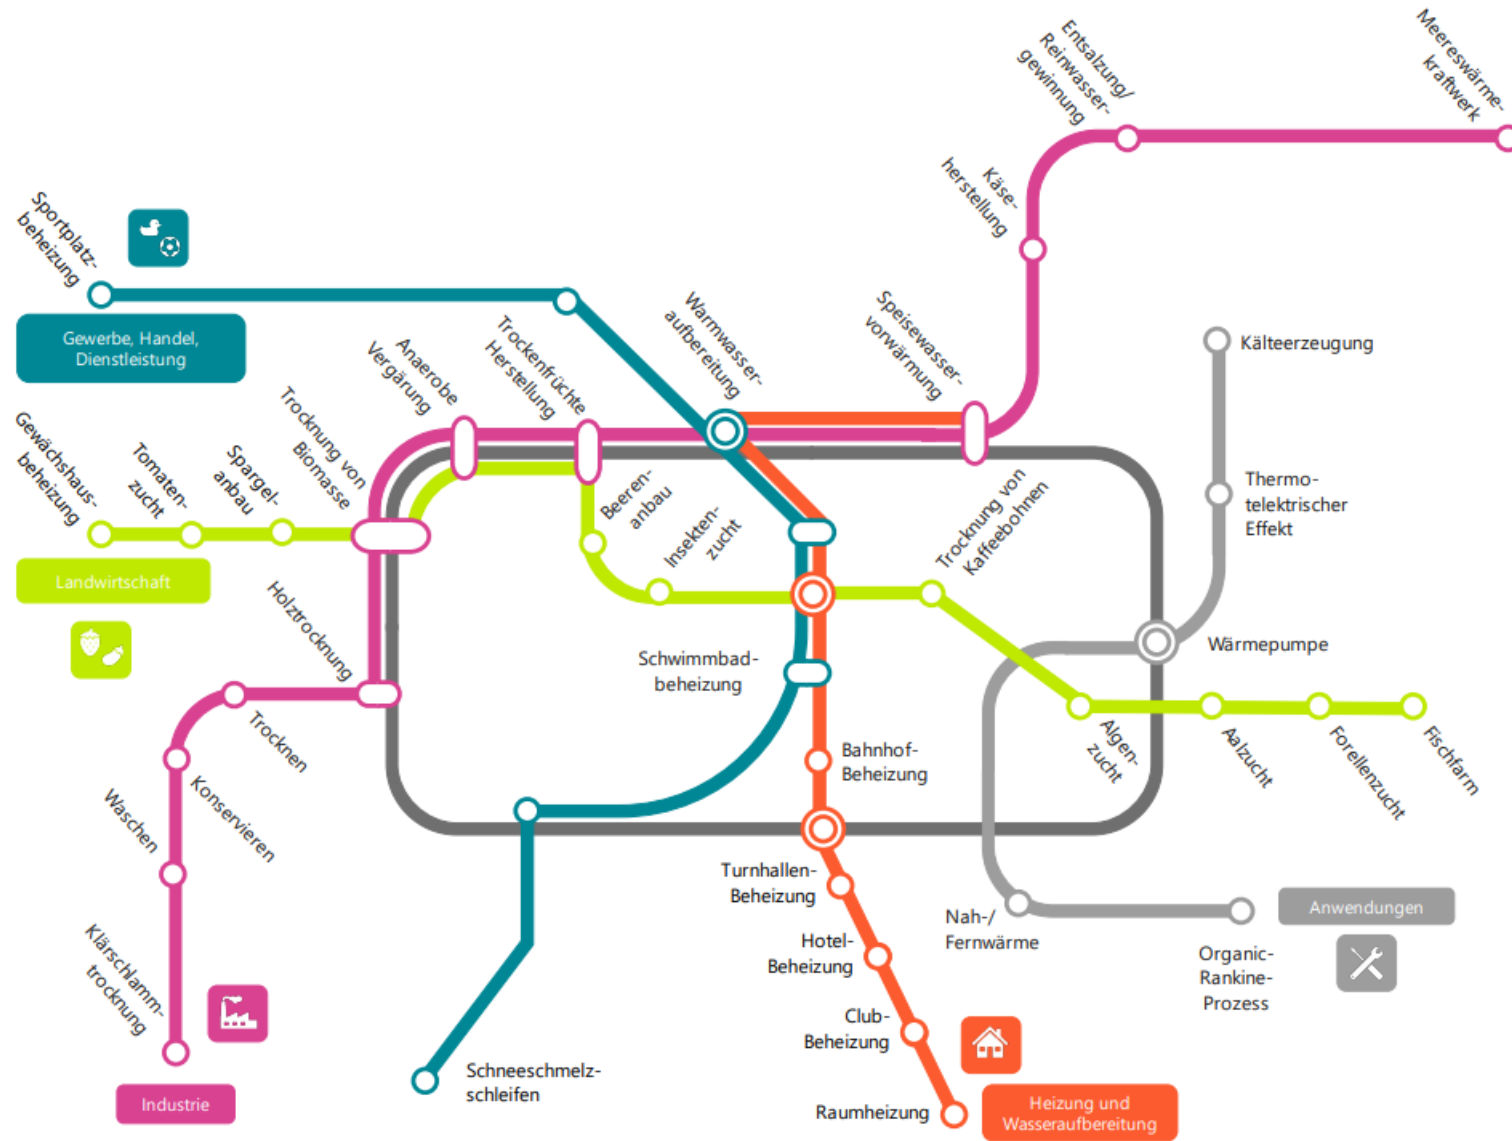 Meereswärme-
kraftwerk
Entsalzung/
Reinwasser-
gewinnung
Käse-
herstellung
Sportplatz-
beheizung
Gewerbe, Handel,
Dienstleistung
Anaerobe
Vergärung
Trockenfrüchte
Herstellung
Warmwasser-
aufbereitung
Speisewasser-
vorwärmung
Kälteerzeugung
Gewächshaus-
beheizung
Tomaten-
zucht
Spargel-
anbau
Trocknung von
Biomasse
Beeren-
anbau
Insekten-
zucht
Trocknung von
Kaffeebohnen
Thermo-
telektrischer
Effekt
Landwirtschaft
Holztrocknung
Schwimmbad-
beheizung
Wärmepumpe
Trocknen
Konservieren
Waschen
Bahnhof-
Beheizung
Algen-
zucht
Aalzucht
Forellenzucht
Fischfarm
Turnhallen-
Beheizung
Nah-/
Fernwärme
Anwendungen
Organic-
Rankine-
Prozess
Hotel-
Beheizung
Klärschlamm-
trocknung
Club-
Beheizung
Schneeschmelz-
schleifen
Raumheizung
Industrie
Heizung und
Wasseraufbereitung